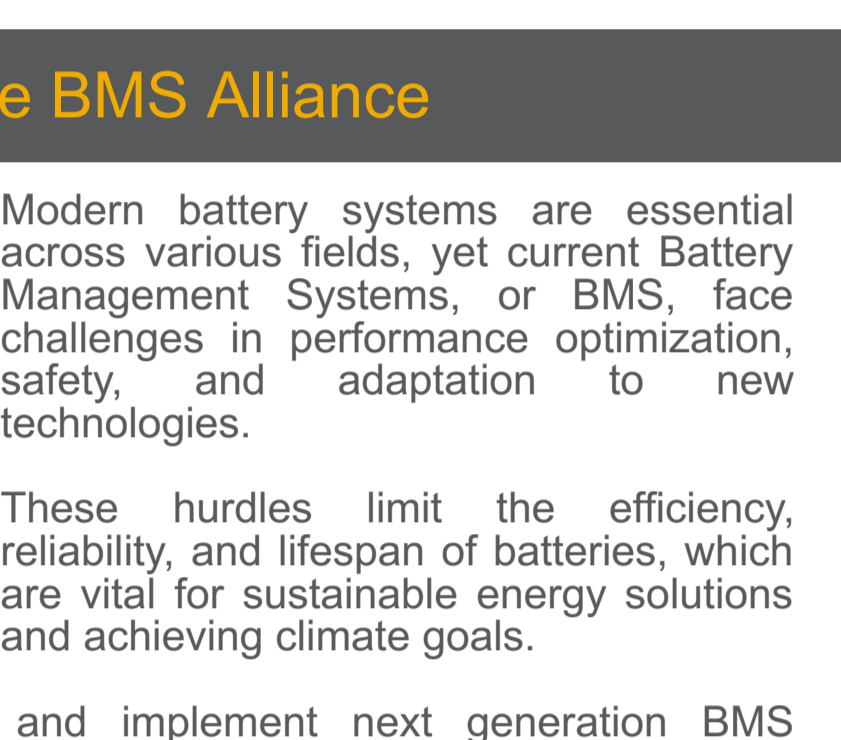 e BMS Alliance
Modern battery systems are essential
across various fields, yet current Battery
Management Systems, or BMS, face
challenges in performance optimization,
safety, and adaptation to new
technologies.
These hurdles limit the efficiency,
reliability, and lifespan of batteries, which
are vital for sustainable energy solutions
and achieving climate goals.
and implement next generation BMS